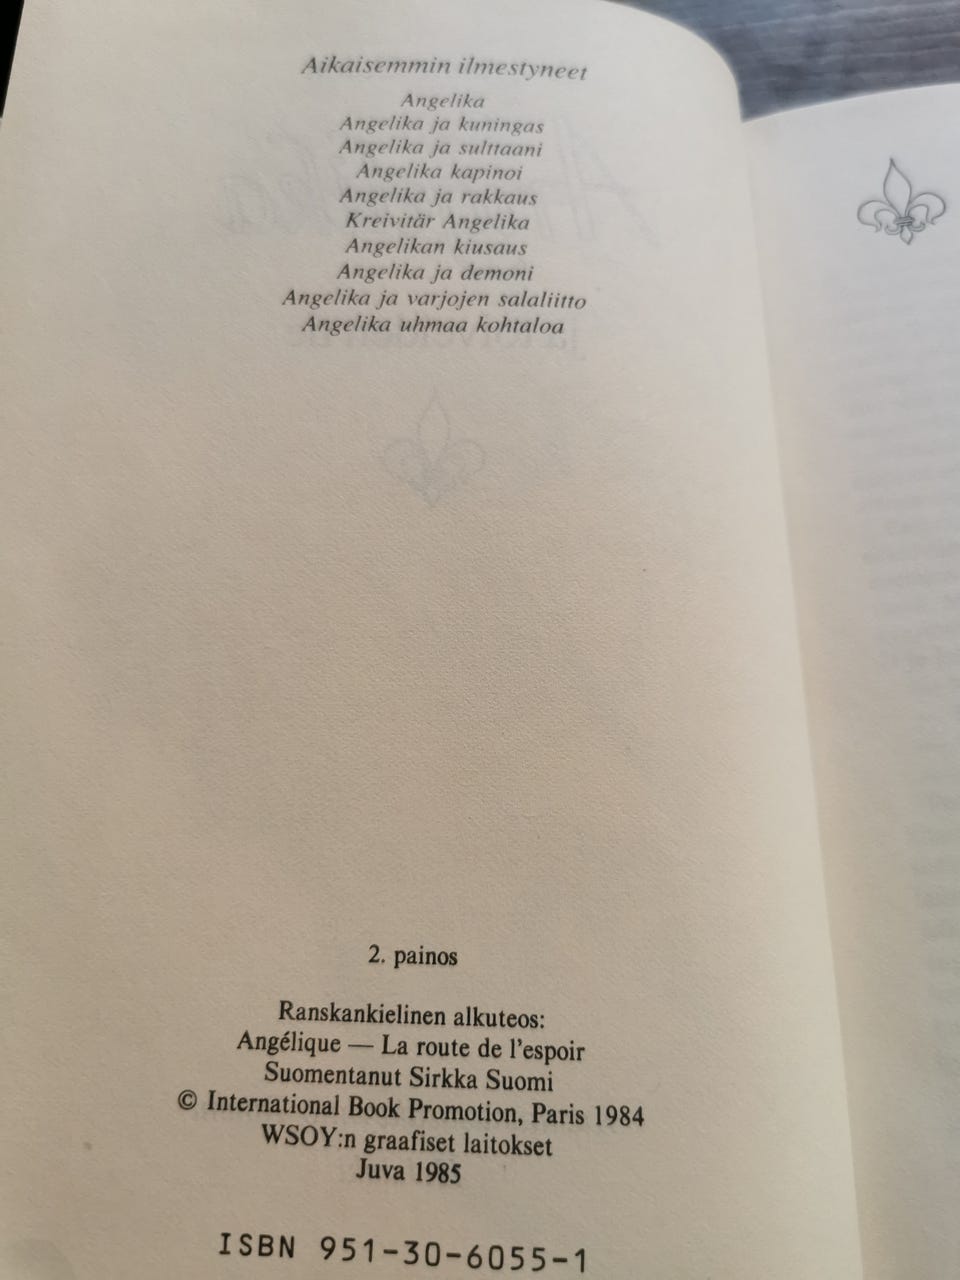 Aikaisemmin ilmestyneet
Angelika
Angelika ja kuningas
Angelika ja sulttaani
Angelika kapinoi
Angelika ja rakkaus
Kreivitär Angelika
Angelikan kiusaus
Angelika ja demoni
Angelika ja varjojen salaliitto
Angelika uhmaa kohtaloa
2. painos
Ranskankielinen alkuteos:
Angélique — La route de l'espoir
Suomentanut Sirkka Suomi
© International Book Promotion, Paris 1984
WSOY:n graafiset laitokset
Juva 1985
ISBN 951-30-6055-1